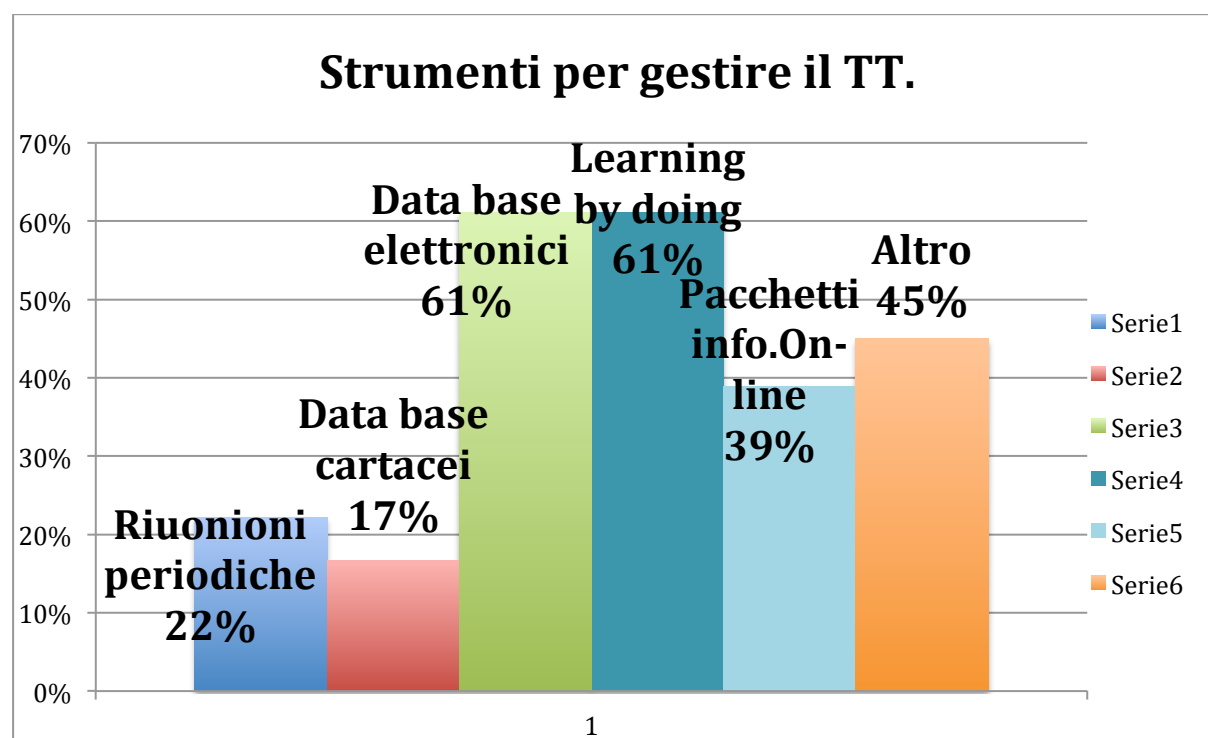 Strumenti per gestire il TT.
70%
60%
50%
40%
30%
20%
10%
0%
Riuonioni
periodiche
22%
Data base
cartacei
17%
Data base
elettronici
61%
Learning
by doing
61%
Pacchetti
info.On-
line
39%
Altro
45%
1
Serie1
Serie2
Serie3
Serie4
Serie5
Serie6